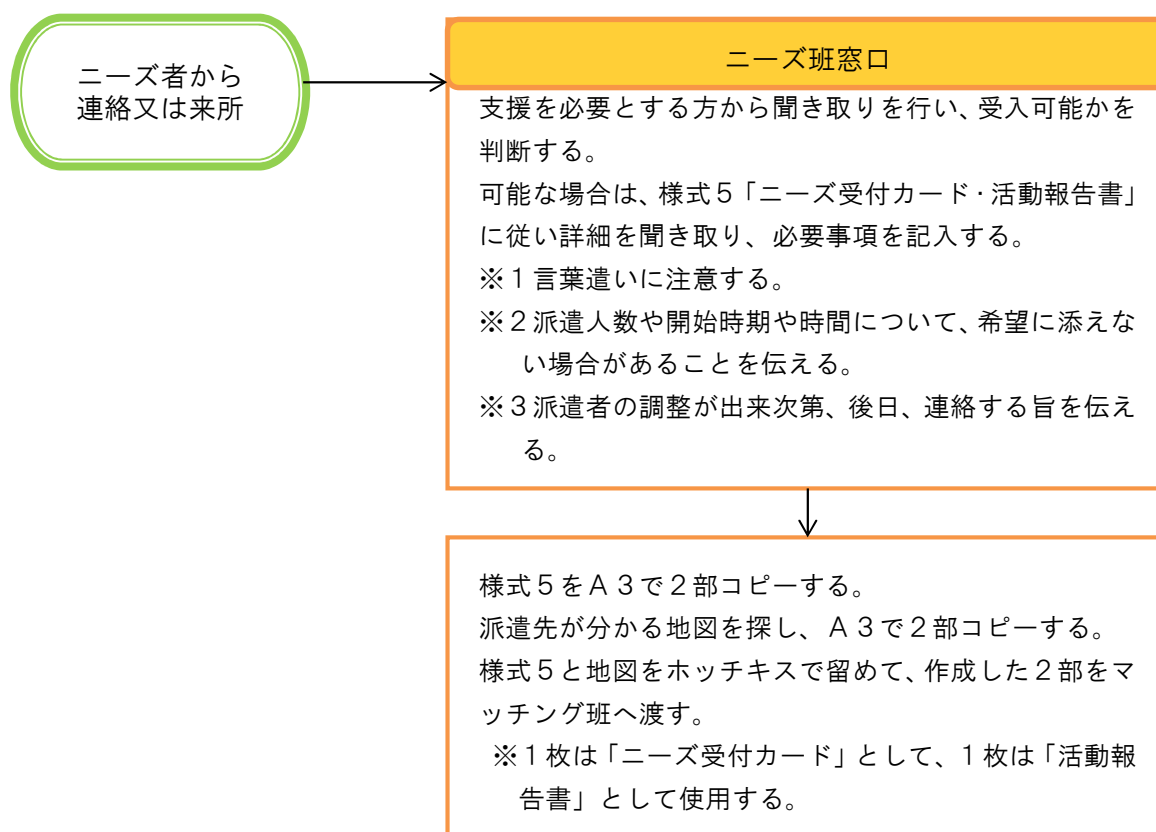 ニーズ者から
連絡又は来所
ニーズ班窓口
支援を必要とする方から聞き取りを行い、受入可能かを
判断する。
可能な場合は、様式５「ニーズ受付カード・活動報告書」
に従い詳細を聞き取り、必要事項を記入する。
※１言葉遣いに注意する。
※２派遣人数や開始時期や時間について、希望に添えな
い場合があることを伝える。
※３派遣者の調整が出来次第、後日、連絡する旨を伝え
る。
様式５をＡ３で２部コピーする。
派遣先が分かる地図を探し、Ａ３で２部コピーする。
様式５と地図をホッチキスで留めて、作成した２部をマ
ッチング班へ渡す。
※１枚は「ニーズ受付カード」として、１枚は「活動報
告書」として使用する。